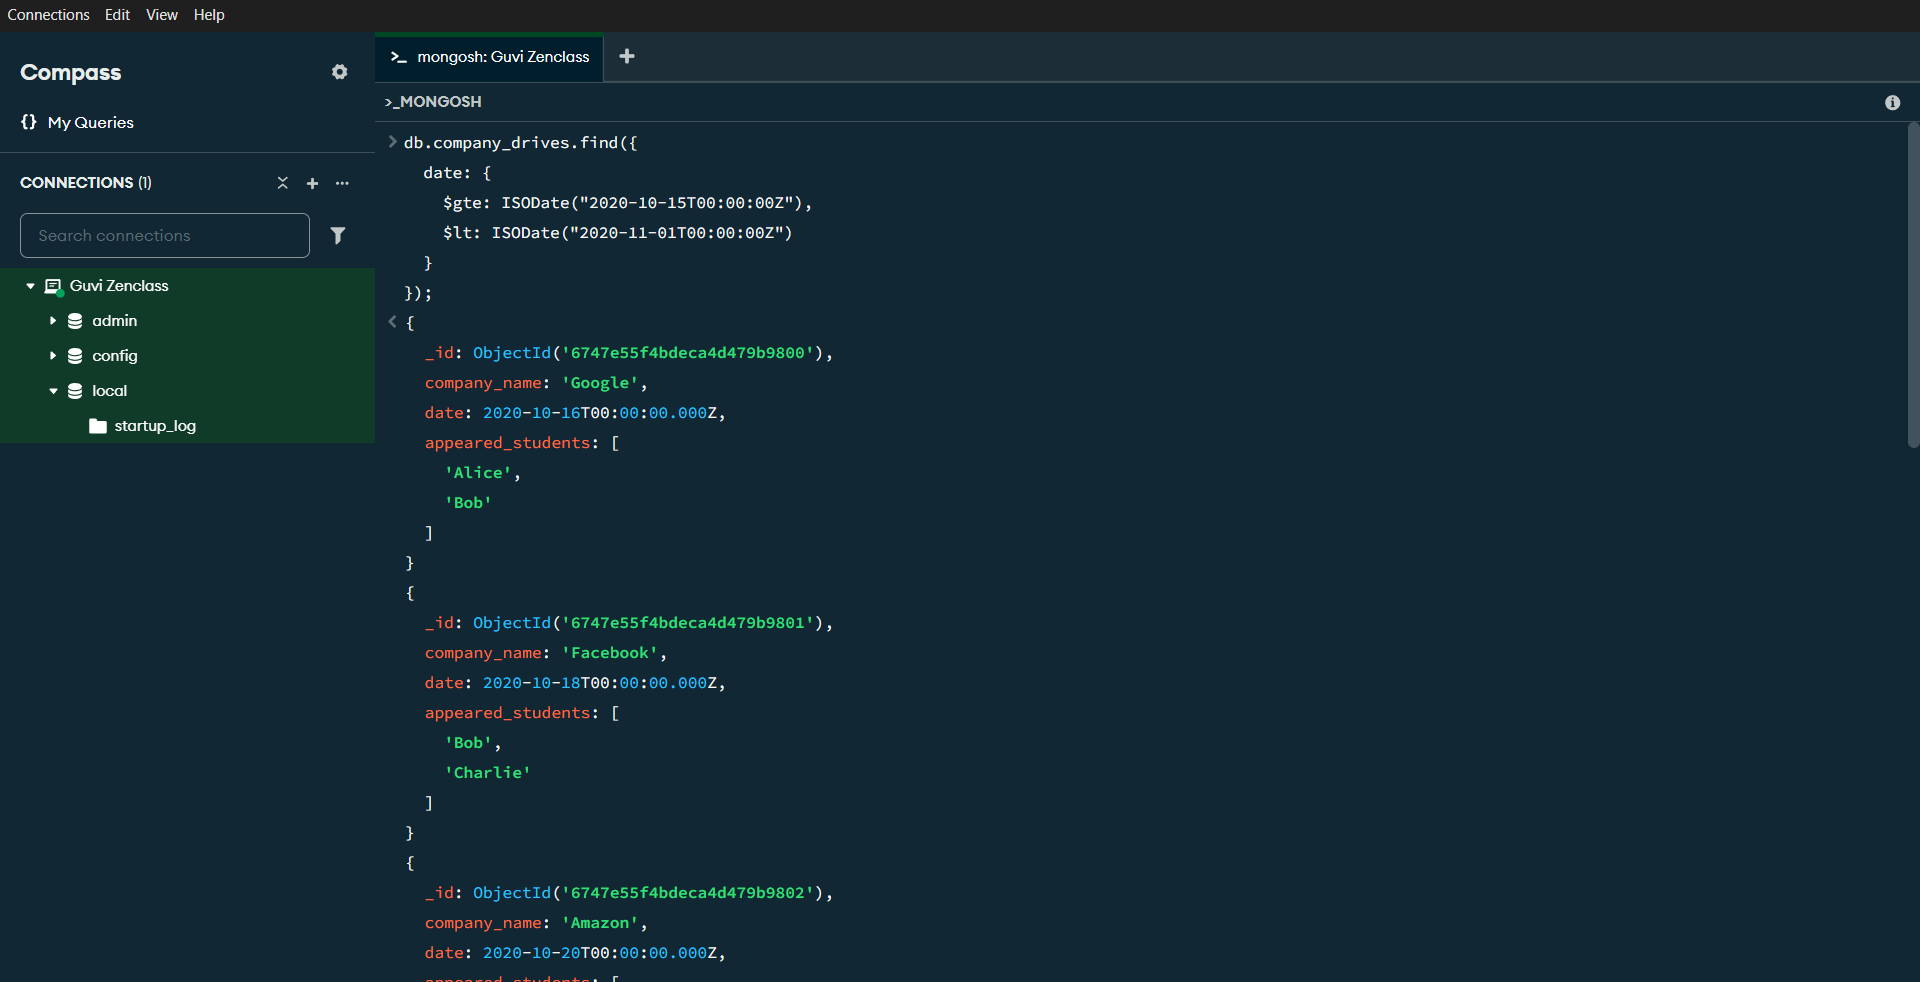 Connections Edit View Help
Compass
{} My Queries
CONNECTIONS (1)
Search connections
Guvi Zenclass
admin
config
local
startup_log
>_ mongosh: Guvi Zenclass +
>_MONGOSH
> db.company_drives.find({
date: {
$gte: ISODate("2020-10-15T00:00:00Z"),
$lt: ISODate("2020-11-01T00:00:00Z")
}
});
< {
_id: ObjectId('6747e55f4bdeca4d479b9800'),
company_name: 'Google',
date: 2020-10-16T00:00:00.000Z,
appeared_students: [
'Alice',
'Bob'
]
}
{
_id: ObjectId('6747e55f4bdeca4d479b9801'),
company_name: 'Facebook',
date: 2020-10-18T00:00:00.000Z,
appeared_students: [
'Bob',
'Charlie'
]
}
{
_id: ObjectId('6747e55f4bdeca4d479b9802'),
company_name: 'Amazon',
date: 2020-10-20T00:00:00.000Z,
appeared_students: [